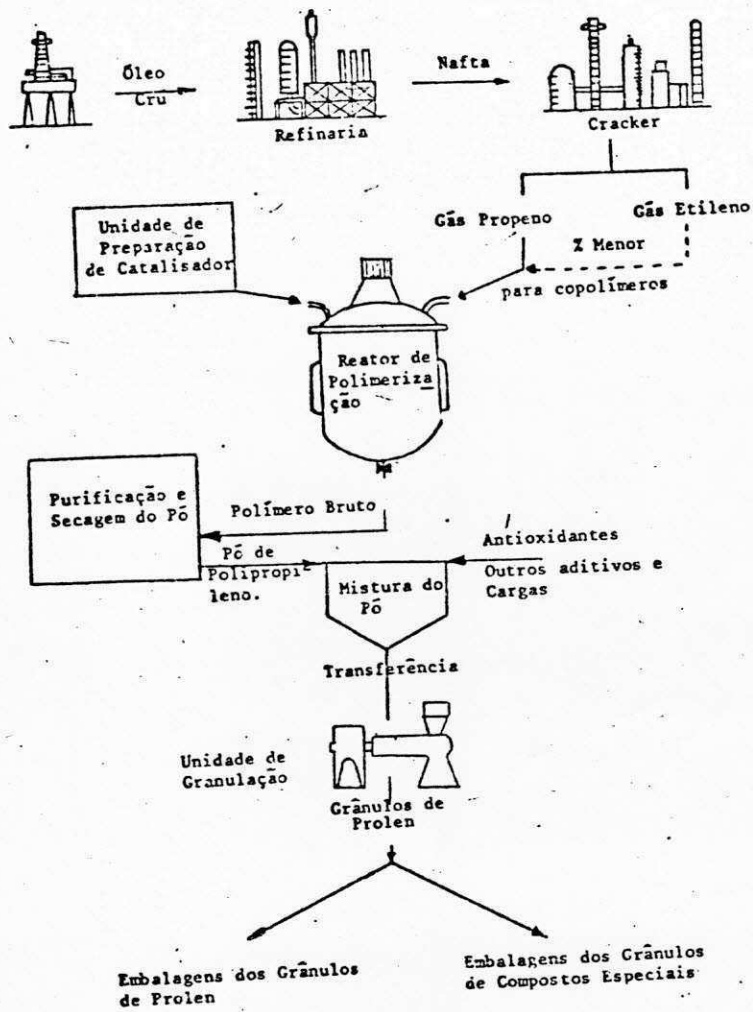 Óleo
Cru
Nafta
Refinaria
Cracker
Unidade de
Preparação
de Catalisador
Gás Propeno
Gás Etileno
% Menor
para copolímeros
Reator de
Polimeriza
ção
Purificação e
Secagem do Pó
Polímero Bruto
Pó de
Polipropi-
leno.
Antioxidantes
Outros aditivos e
Cargas
Mistura do
Pó
Transferência
Unidade de
Granulação
Grânulos de
Prolen
Embalagens dos Grânulos
de Prolen
Embalagens dos Grânulos
de Compostos Especiais